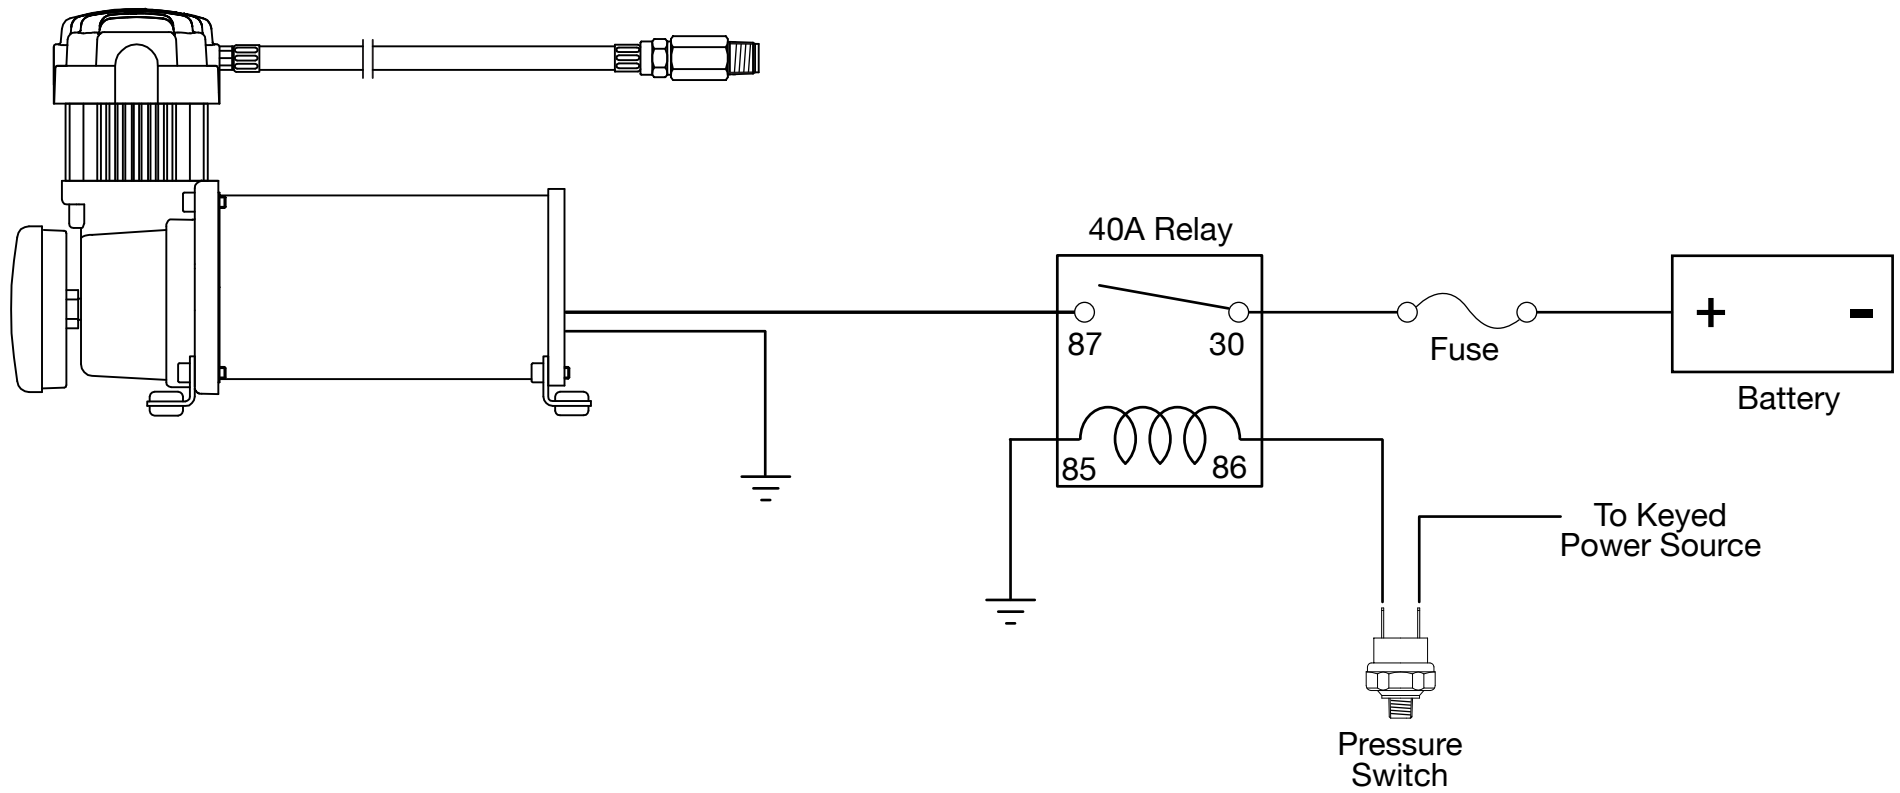 40A Relay
87
30
Fuse
+
-
Battery
85
86
To Keyed
Power Source
Pressure
Switch